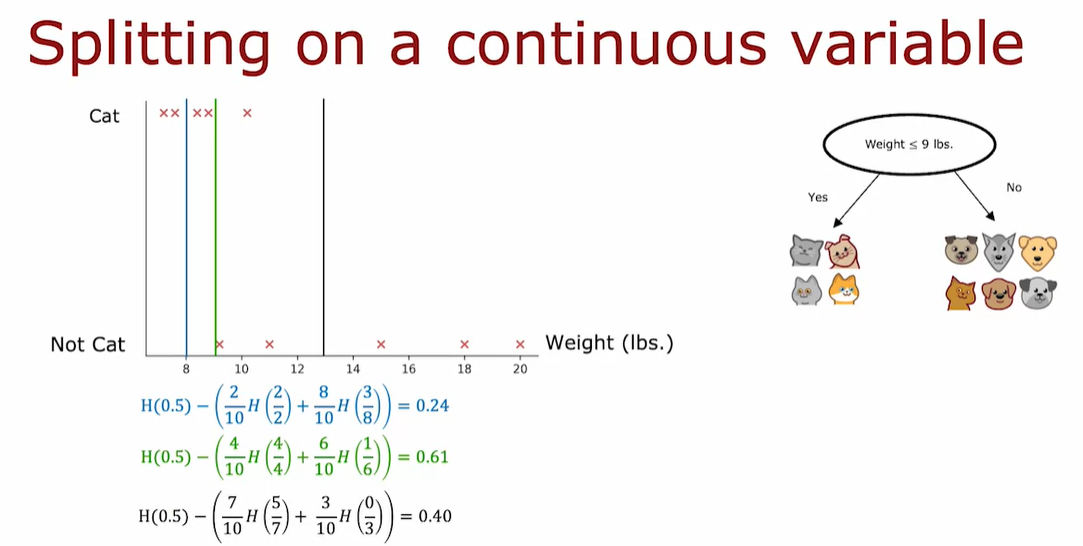 Splitting on a continuous variable
Cat
Not Cat
8 10 12 14 16 18 20
Weight (lbs.)
Weight ≤ 9 lbs.
Yes
No
H(0.5) − (2/10 H(2/2) + 8/10 H(3/8)) = 0.24
H(0.5) − (4/10 H(4/4) + 6/10 H(1/6)) = 0.61
H(0.5) − (7/10 H(5/7) + 3/10 H(0/3)) = 0.40